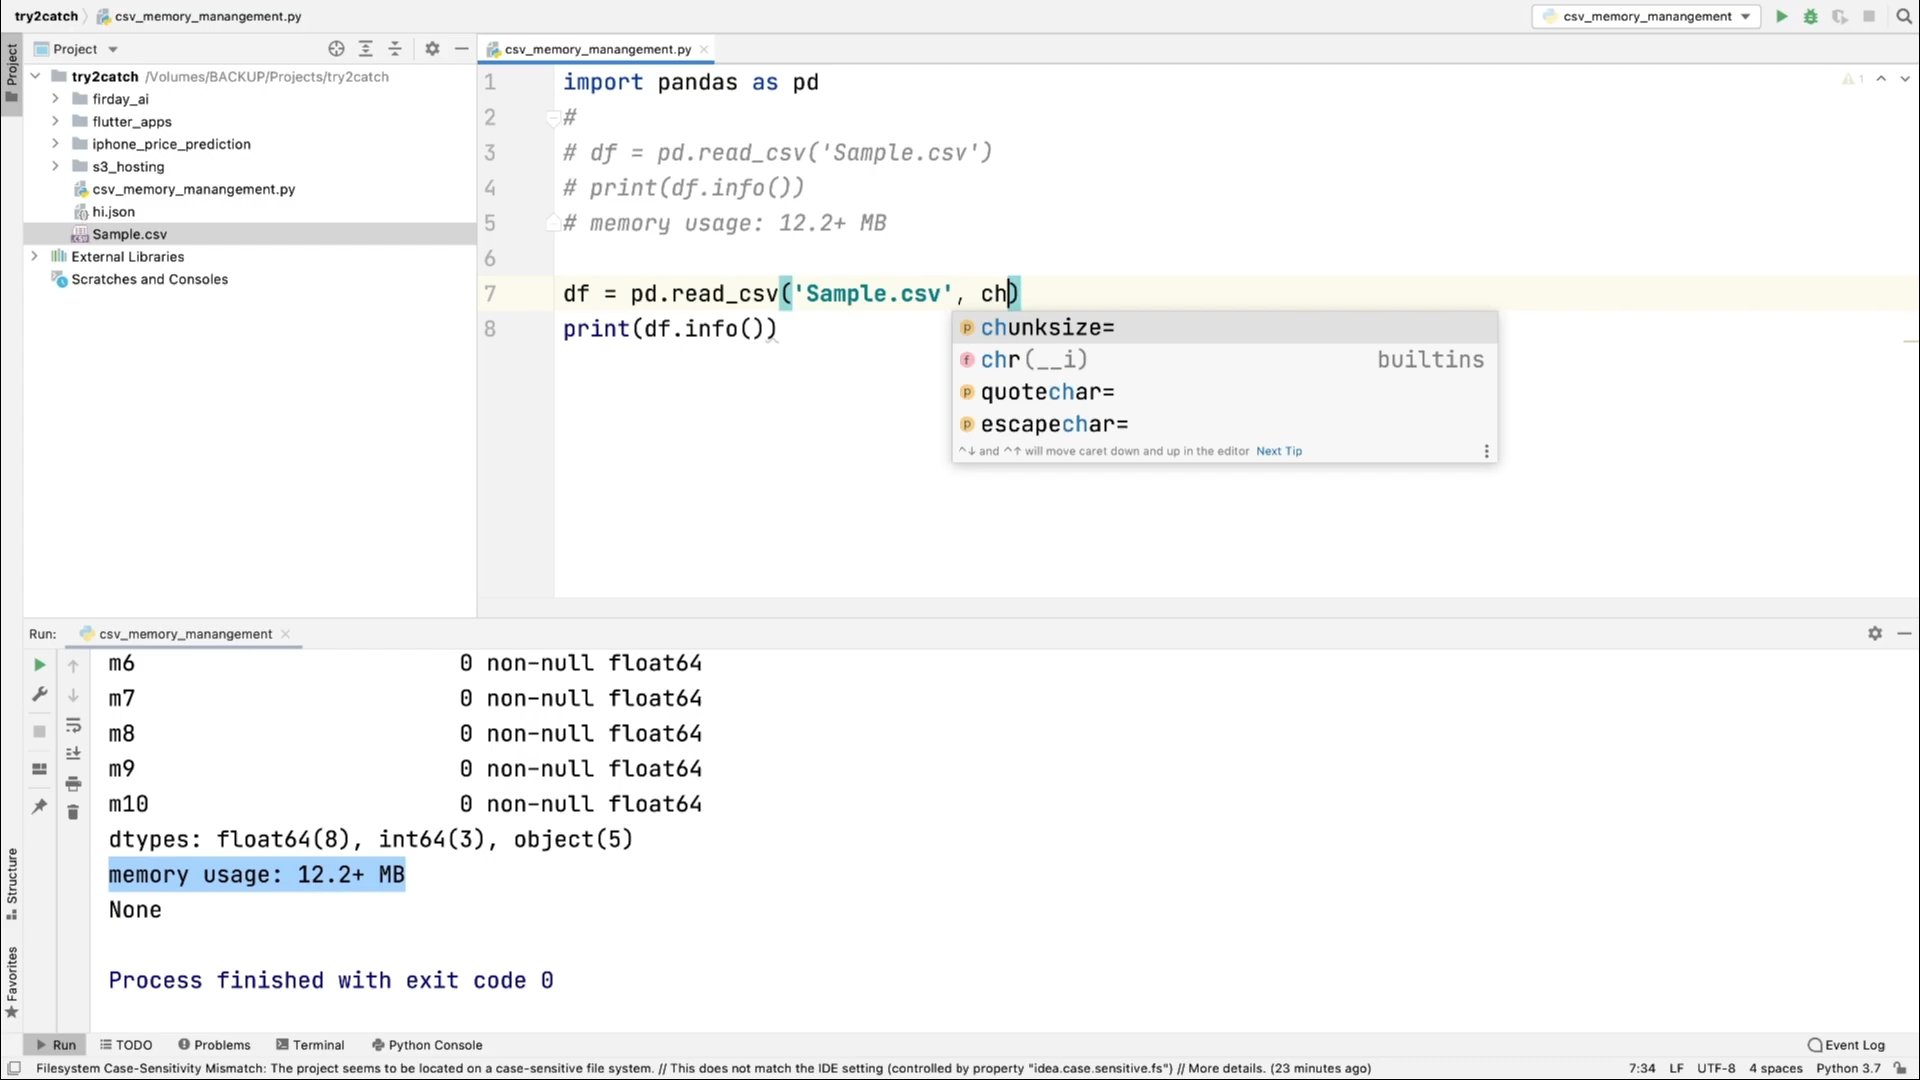 try2catch csv_memory_manangement.py
csv_memory_manangement
Project
Project
csv_memory_manangement.py
try2catch /Volumes/BACKUP/Projects/try2catch
firday_ai
flutter_apps
iphone_price_prediction
s3_hosting
csv_memory_manangement.py
hi.json
Sample.csv
External Libraries
Scratches and Consoles
1 import pandas as pd
2 #
3 # df = pd.read_csv('Sample.csv')
4 # print(df.info())
5 # memory usage: 12.2+ MB
6
7 df = pd.read_csv('Sample.csv', ch)
8 print(df.info())
1
chunksize=
chr(__i) builtins
quotechar=
escapechar=
^↓ and ^↑ will move caret down and up in the editor Next Tip
Run: csv_memory_manangement
m6 0 non-null float64
m7 0 non-null float64
m8 0 non-null float64
m9 0 non-null float64
m10 0 non-null float64
dtypes: float64(8), int64(3), object(5)
memory usage: 12.2+ MB
None
Process finished with exit code 0
Structure
Favorites
Run TODO Problems Terminal Python Console Event Log
Filesystem Case-Sensitivity Mismatch: The project seems to be located on a case-sensitive file system. // This does not match the IDE setting (controlled by property "idea.case.sensitive.fs") // More details. (23 minutes ago) 7:34 LF UTF-8 4 spaces Python 3.7